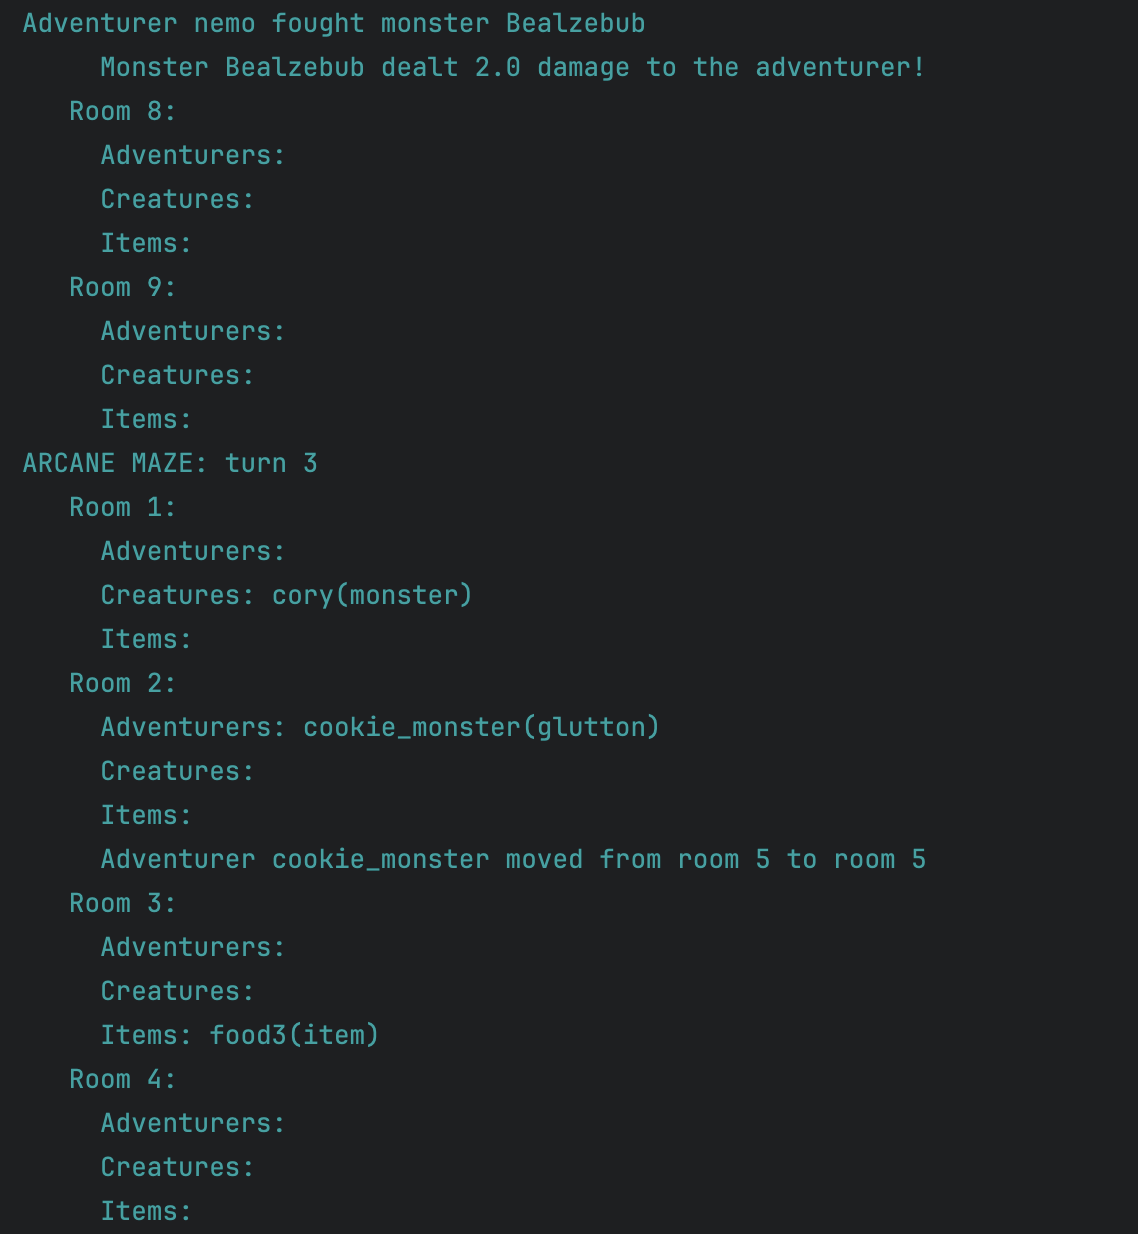 Adventurer nemo fought monster Bealzebub
Monster Bealzebub dealt 2.0 damage to the adventurer!
Room 8:
Adventurers:
Creatures:
Items:
Room 9:
Adventurers:
Creatures:
Items:
ARCANE MAZE: turn 3
Room 1:
Adventurers:
Creatures: cory(monster)
Items:
Room 2:
Adventurers: cookie_monster(glutton)
Creatures:
Items:
Adventurer cookie_monster moved from room 5 to room 5
Room 3:
Adventurers:
Creatures:
Items: food3(item)
Room 4:
Adventurers:
Creatures:
Items: